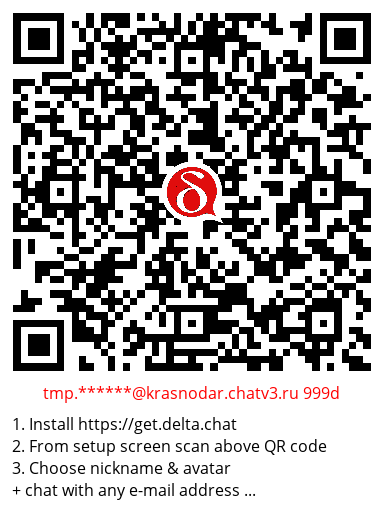 δ
tmp.******@krasnodar.chatv3.ru 999d
1. Install https://get.delta.chat
2. From setup screen scan above QR code
3. Choose nickname & avatar
+ chat with any e-mail address ...